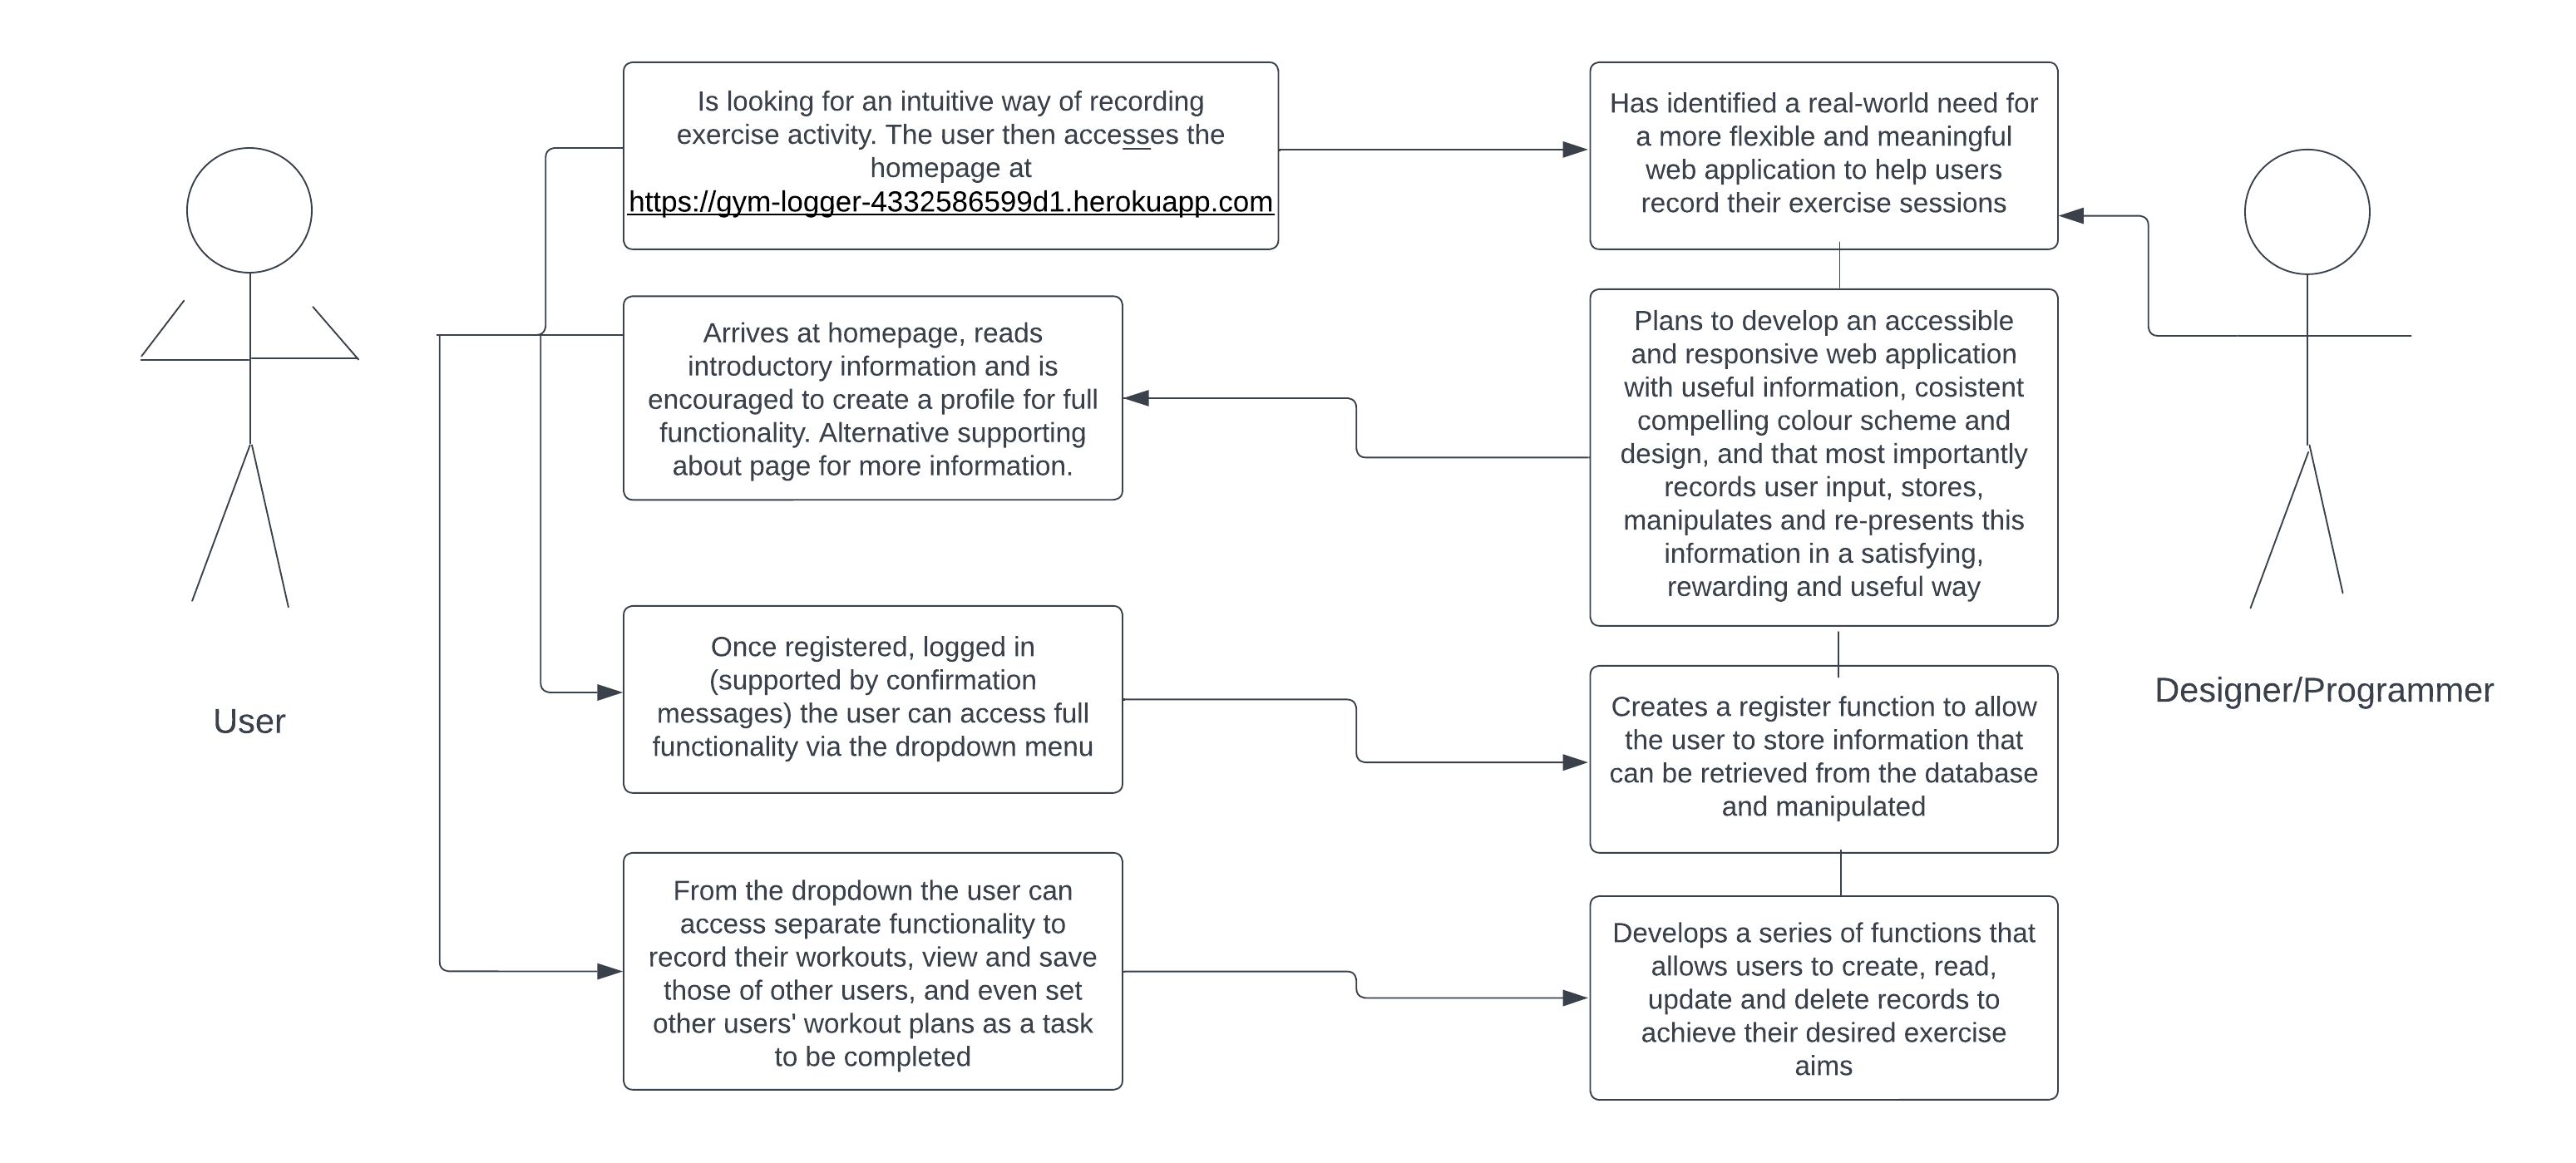 Is looking for an intuitive way of recording
exercise activity. The user then accesses the
homepage at
https://gym-logger-4332586599d1.herokuapp.com
Has identified a real-world need for
a more flexible and meaningful
web application to help users
record their exercise sessions
Arrives at homepage, reads
introductory information and is
encouraged to create a profile for full
functionality. Alternative supporting
about page for more information.
Plans to develop an accessible
and responsive web application
with useful information, cosistent
compelling colour scheme and
design, and that most importantly
records user input, stores,
manipulates and re-presents this
information in a satisfying,
rewarding and useful way
Once registered, logged in
(supported by confirmation
messages) the user can access full
functionality via the dropdown menu
Creates a register function to allow
the user to store information that
can be retrieved from the database
and manipulated
User
Designer/Programmer
From the dropdown the user can
access separate functionality to
record their workouts, view and save
those of other users, and even set
other users' workout plans as a task
to be completed
Develops a series of functions that
allows users to create, read,
update and delete records to
achieve their desired exercise
aims